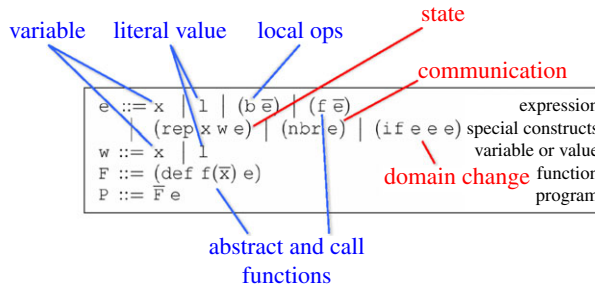 state
variable literal value local ops
communication
e ::= x | l | (b e̅) | (f e̅) expression
| (rep x w e) | (nbr e) | (if e e e) special constructs
w ::= x | l variable or value
F ::= (def f(x̅) e) domain change function
P ::= F̅ e program
abstract and call
functions